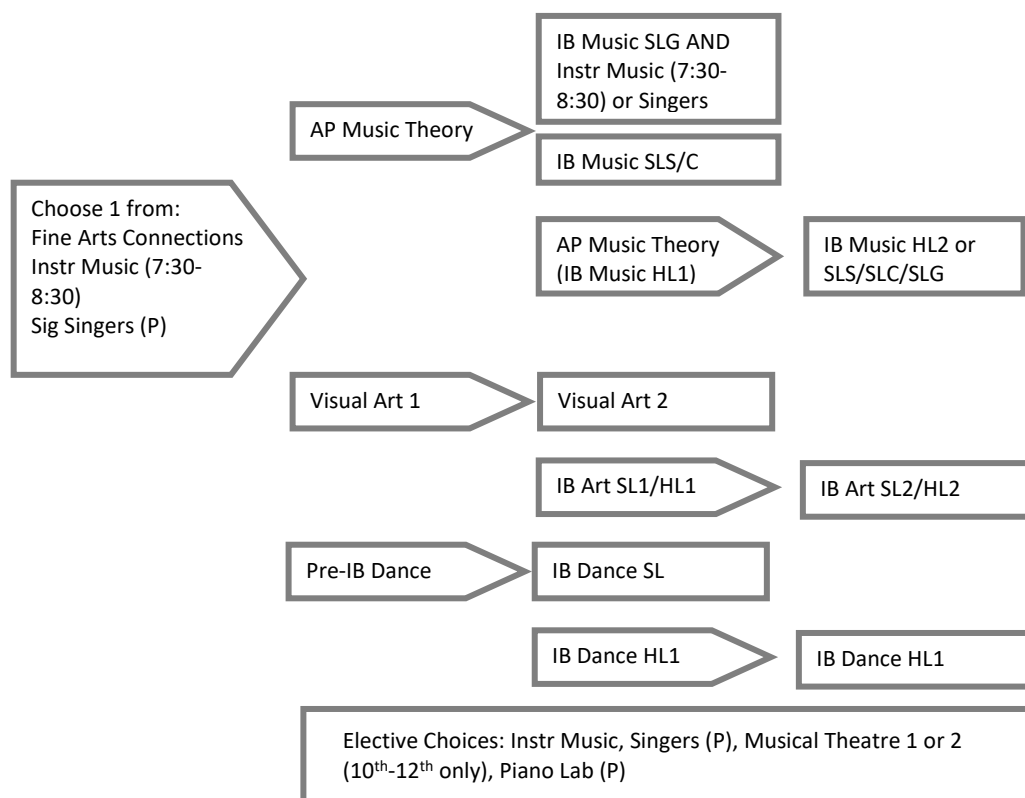 IB Music SLG AND
Instr Music (7:30-
8:30) or Singers
AP Music Theory
IB Music SLS/C
Choose 1 from:
Fine Arts Connections
Instr Music (7:30-
8:30)
Sig Singers (P)
AP Music Theory
(IB Music HL1)
IB Music HL2 or
SLS/SLC/SLG
Visual Art 1
Visual Art 2
IB Art SL1/HL1
IB Art SL2/HL2
Pre-IB Dance
IB Dance SL
IB Dance HL1
IB Dance HL1
Elective Choices: Instr Music, Singers (P), Musical Theatre 1 or 2
(10th-12th only), Piano Lab (P)